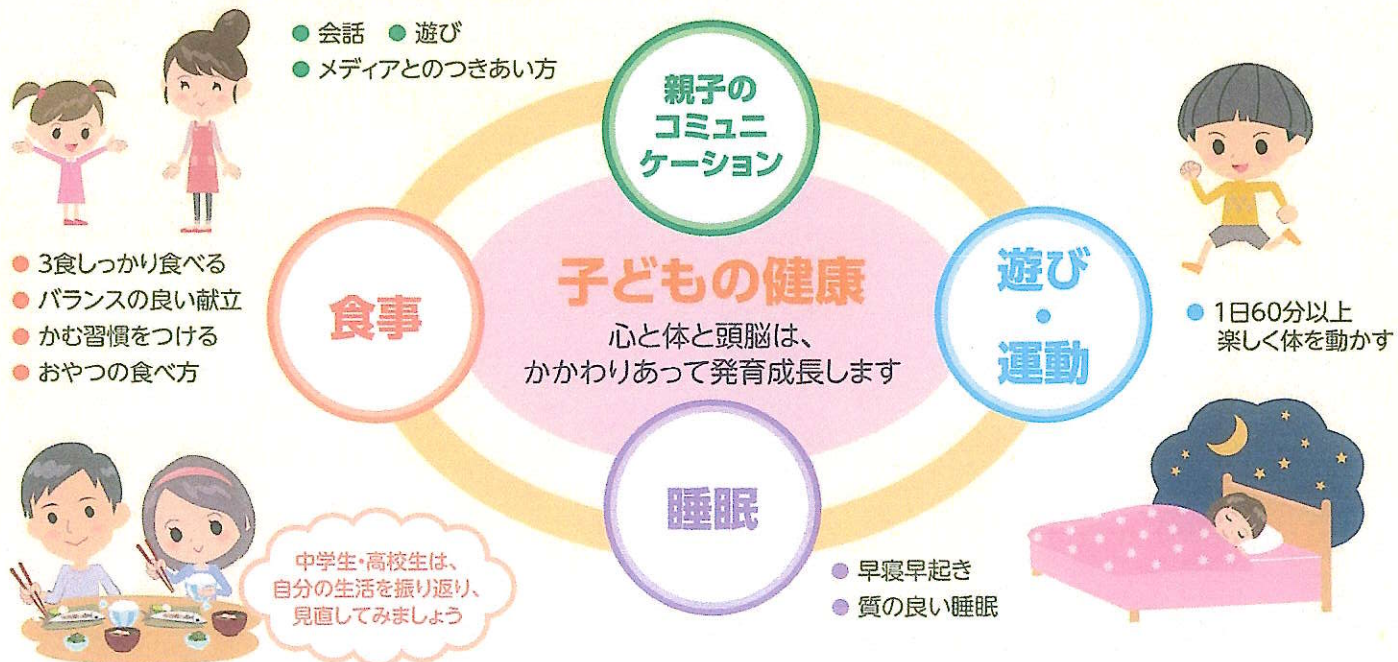 ● 会話 ● 遊び
● メディアとのつきあい方
親子の
コミュニ
ケーション
● 3食しっかり食べる
● バランスの良い献立
● かむ習慣をつける
● おやつの食べ方
食事
子どもの健康
心と体と頭脳は、
かかわりあって発育成長します
遊び
・
運動
● 1日60分以上
楽しく体を動かす
睡眠
● 早寝早起き
● 質の良い睡眠
中学生・高校生は、
自分の生活を振り返り、
見直してみましょう